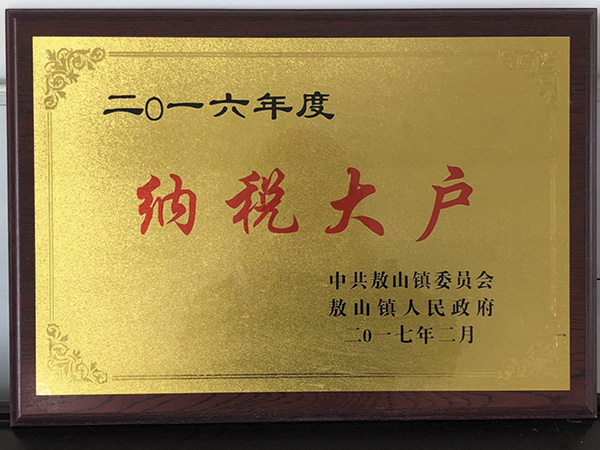 二〇一六年度
纳税大户
中共敖山镇委员会
敖山镇人民政府
二〇一七年二月